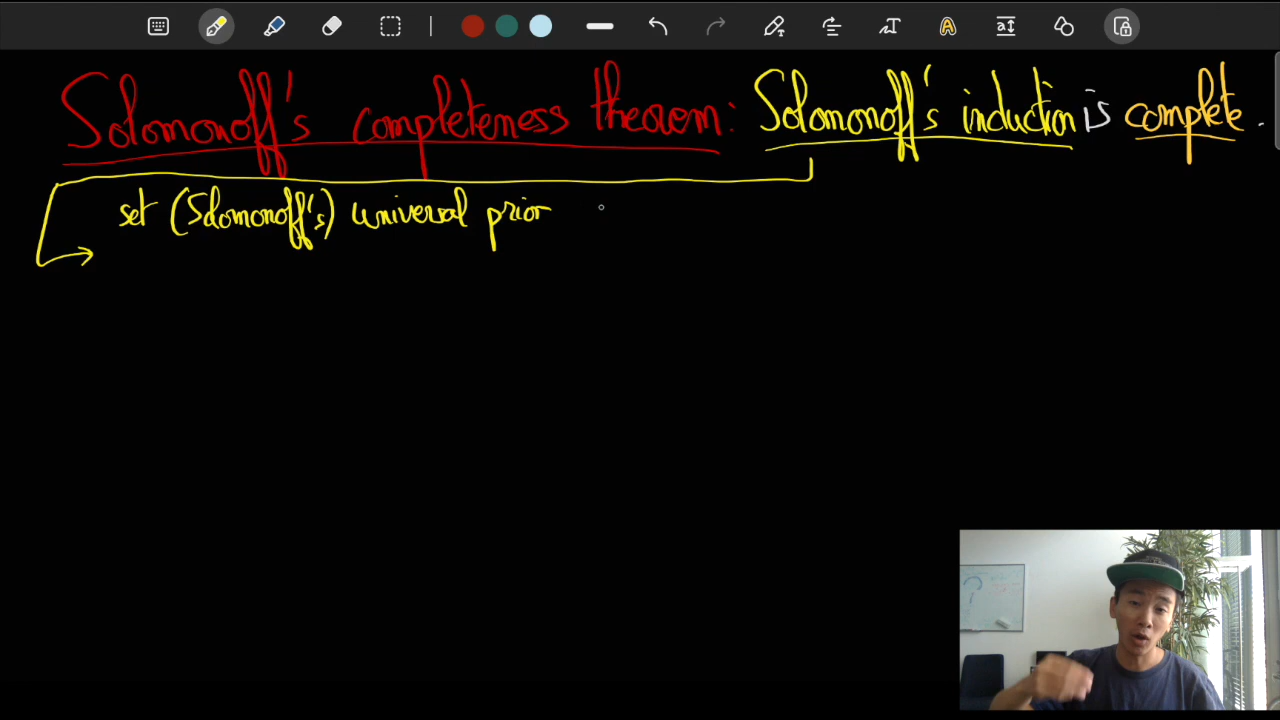 Solomonoff's completeness theorem: Solomonoff's induction is complete.
set (Solomonoff's) universal prior